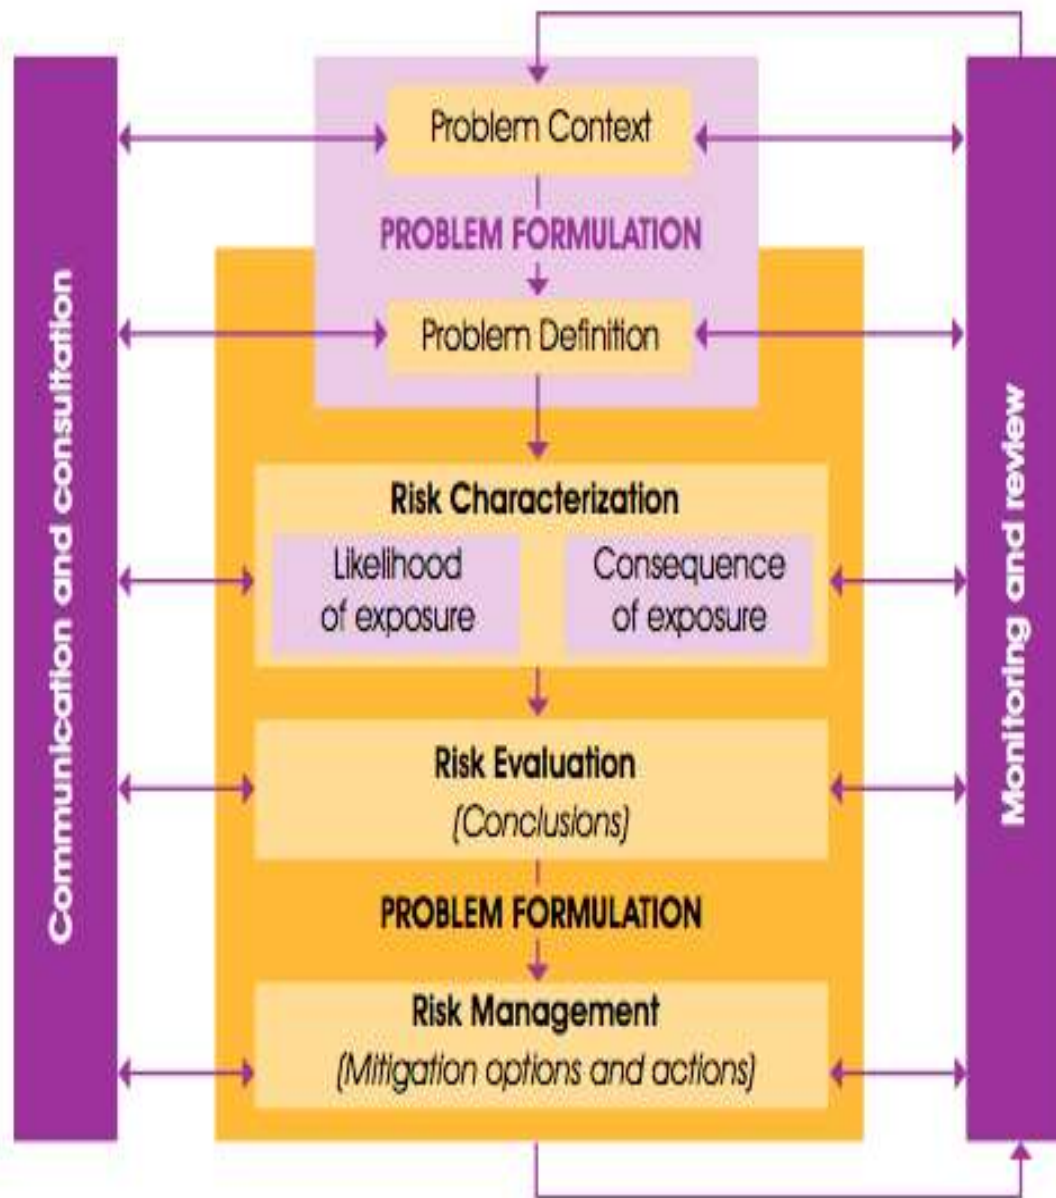 Problem Context
PROBLEM FORMULATION
Problem Definition
Risk Characterization
Likelihood
of exposure
Consequence
of exposure
Risk Evaluation
(Conclusions)
PROBLEM FORMULATION
Risk Management
(Mitigation options and actions)
Communication and consultation
Monitoring and review